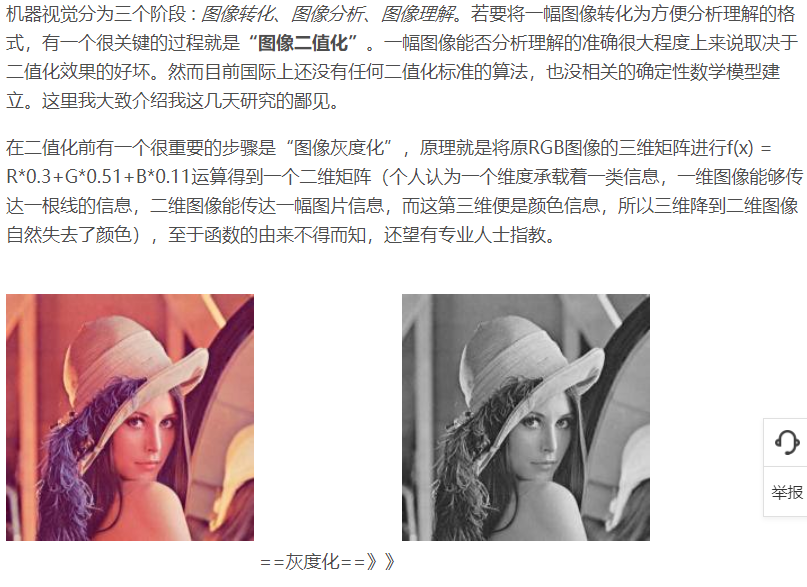 机器视觉分为三个阶段：图像转化、图像分析、图像理解。若要将一幅图像转化为方便分析理解的格
式，有一个很关键的过程就是“图像二值化”。一幅图像能否分析理解的准确很大程度上来说取决于
二值化效果的好坏。然而目前国际上还没有任何二值化标准的算法，也没相关的确定性数学模型建
立。这里我大致介绍我这几天研究的鄙见。
在二值化前有一个很重要的步骤是“图像灰度化”，原理就是将原RGB图像的三维矩阵进行f(x) =
R*0.3+G*0.51+B*0.11运算得到一个二维矩阵（个人认为一个维度承载着一类信息，一维图像能够传
达一根线的信息，二维图像能传达一幅图片信息，而这第三维便是颜色信息，所以三维降到二维图像
自然失去了颜色），至于函数的由来不得而知，还望有专业人士指教。
举报
==灰度化==》》